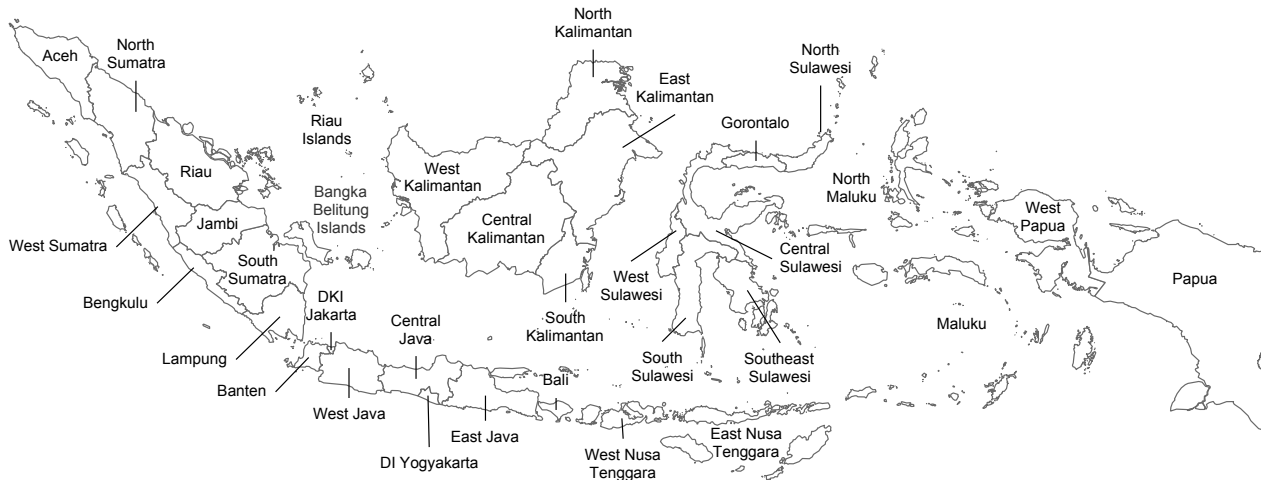 Aceh
North
Sumatra
Riau
Islands
North
Kalimantan
East
Kalimantan
North
Sulawesi
Gorontalo
Riau
West
Kalimantan
North
Maluku
West
Papua
Bangka
Belitung
Islands
Jambi
Central
Kalimantan
West Sumatra
South
Sumatra
Central
Sulawesi
Papua
Bengkulu
West
Sulawesi
DKI
Jakarta
Central
Java
South
Kalimantan
Maluku
Lampung
South
Sulawesi
Southeast
Sulawesi
Banten
Bali
West Java
East Java
DI Yogyakarta
West Nusa
Tenggara
East Nusa
Tenggara